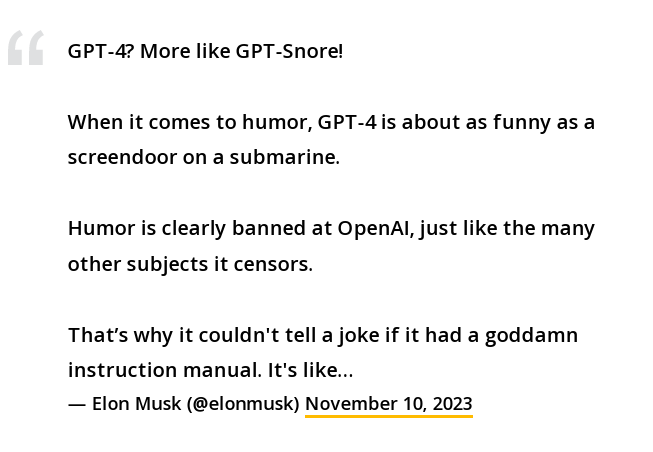 “
GPT-4? More like GPT-Snore!
When it comes to humor, GPT-4 is about as funny as a
screendoor on a submarine.
Humor is clearly banned at OpenAI, just like the many
other subjects it censors.
That’s why it couldn't tell a joke if it had a goddamn
instruction manual. It's like…
— Elon Musk (@elonmusk) November 10, 2023